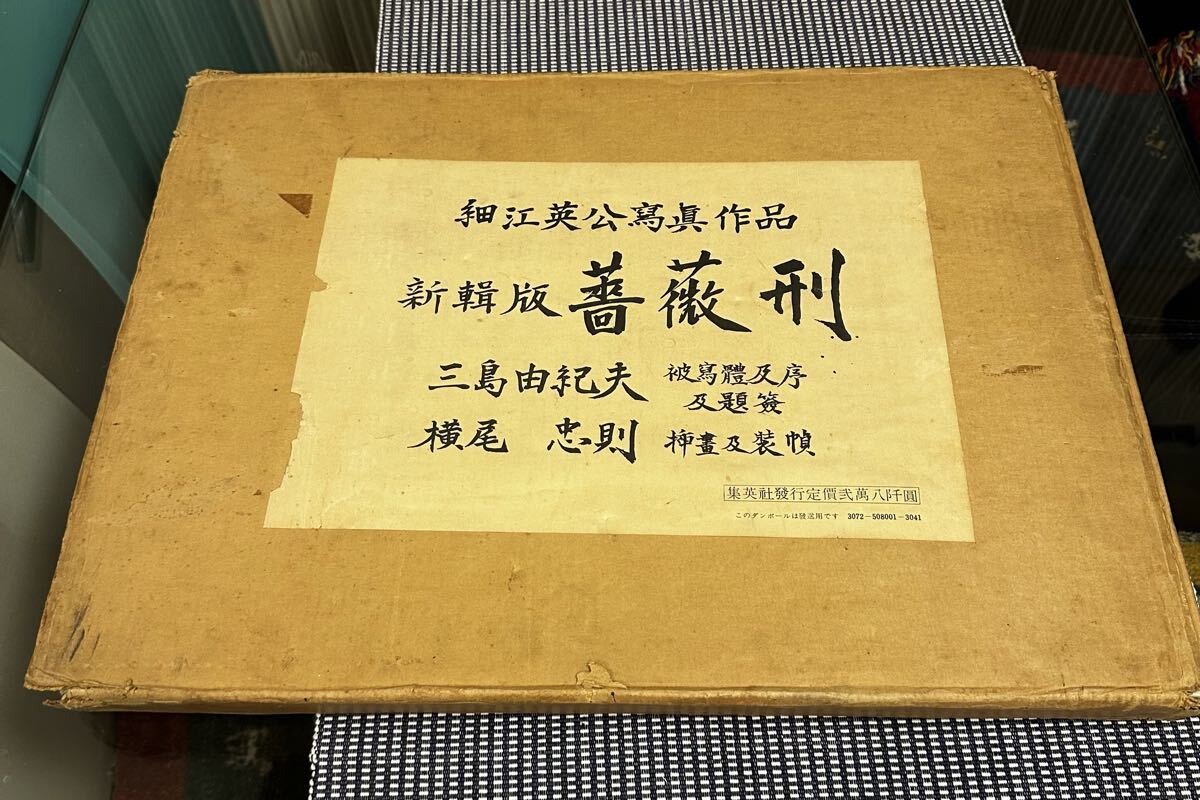 細江英公寫眞作品
新輯版 薔薇刑
三島由紀夫 被寫體及序
及題簽
横尾 忠則 挿畫及装幀
集英社發行定價弐萬八阡圓
このダンボールは發送用です 3072-508001-3041